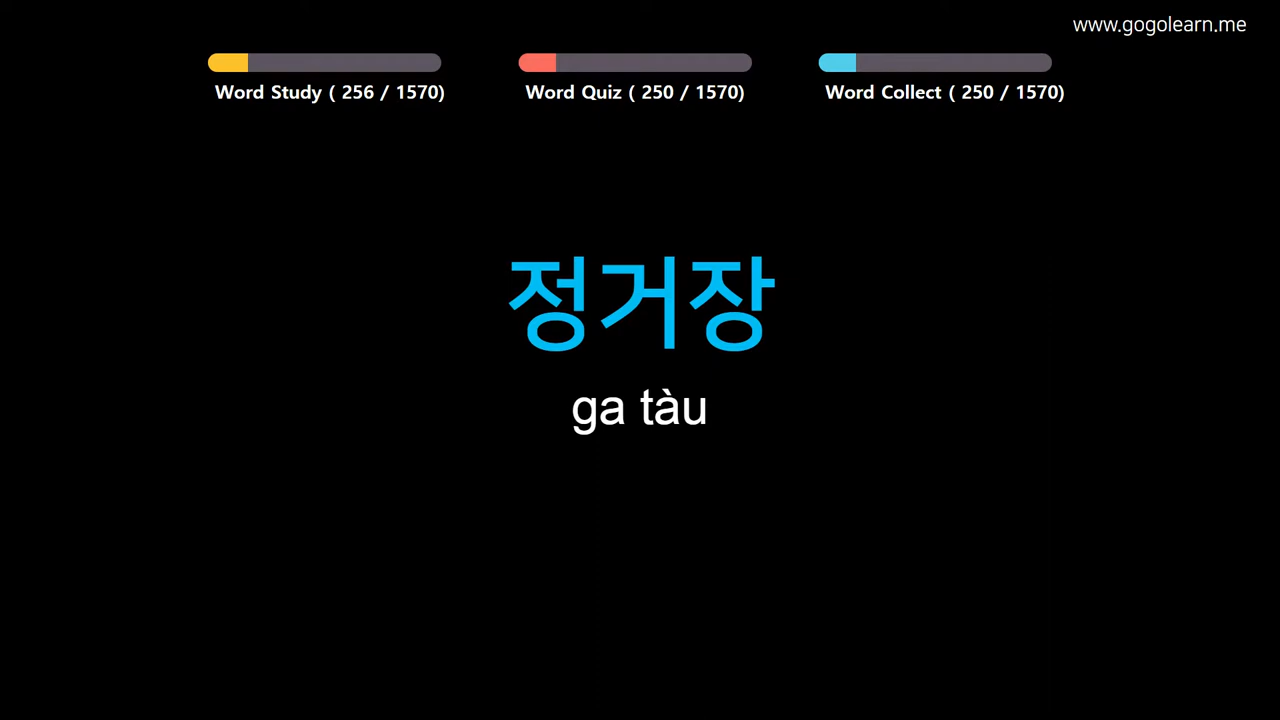 www.gogolearn.me
Word Study ( 256 / 1570)
Word Quiz ( 250 / 1570)
Word Collect ( 250 / 1570)
정거장
ga tàu